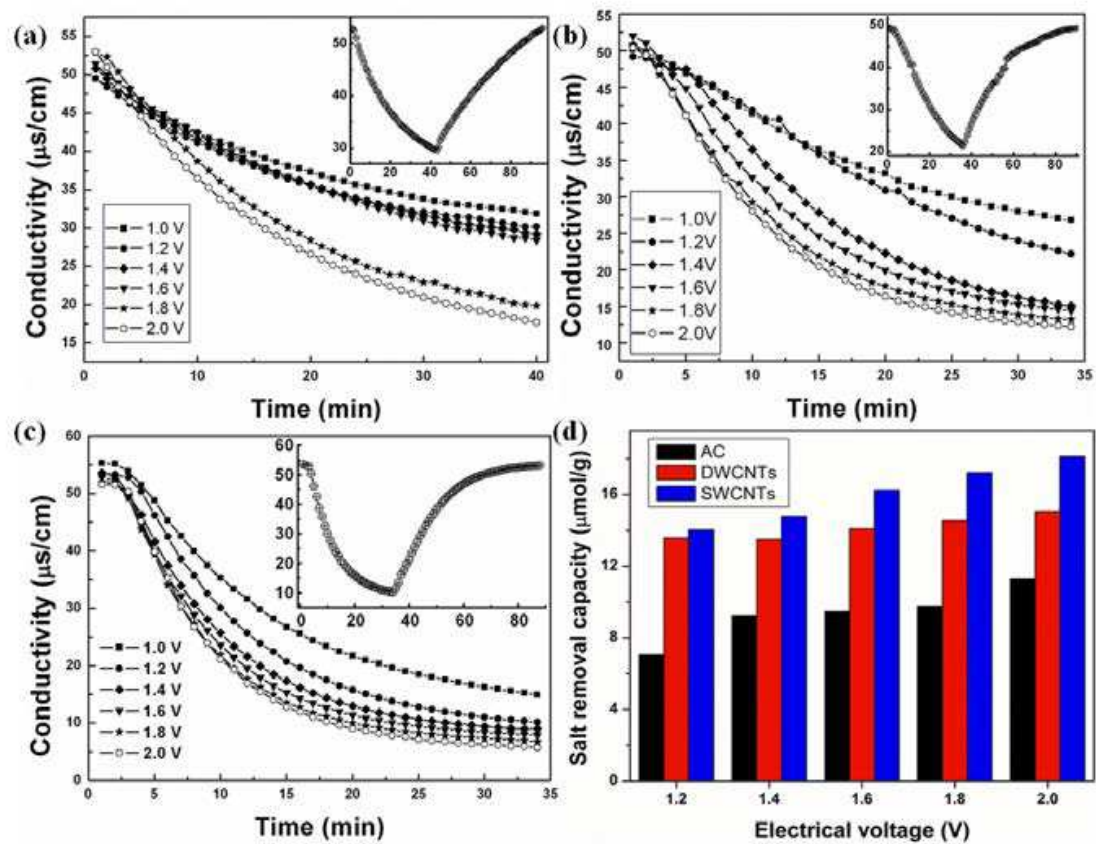 (a)
Conductivity (µs/cm)
55
50
45
40
35
30
25
20
15
0 10 20 30 40
Time (min)
1.0 V
1.2 V
1.4 V
1.6 V
1.8 V
2.0 V
50
40
30
0 20 40 60 80
(b)
Conductivity (µs/cm)
55
50
45
40
35
30
25
20
15
10
0 5 10 15 20 25 30 35
Time (min)
1.0V
1.2V
1.4V
1.6V
1.8V
2.0V
50
40
30
20
0 20 40 60 80
(c)
Conductivity (µs/cm)
60
50
40
30
20
10
0
0 5 10 15 20 25 30 35
Time (min)
1.0 V
1.2 V
1.4 V
1.6 V
1.8 V
2.0 V
60
50
40
30
20
10
0 20 40 60 80
(d)
Salt removal capacity (µmol/g)
16
12
8
4
0
1.2 1.4 1.6 1.8 2.0
Electrical voltage (V)
AC
DWCNTs
SWCNTs